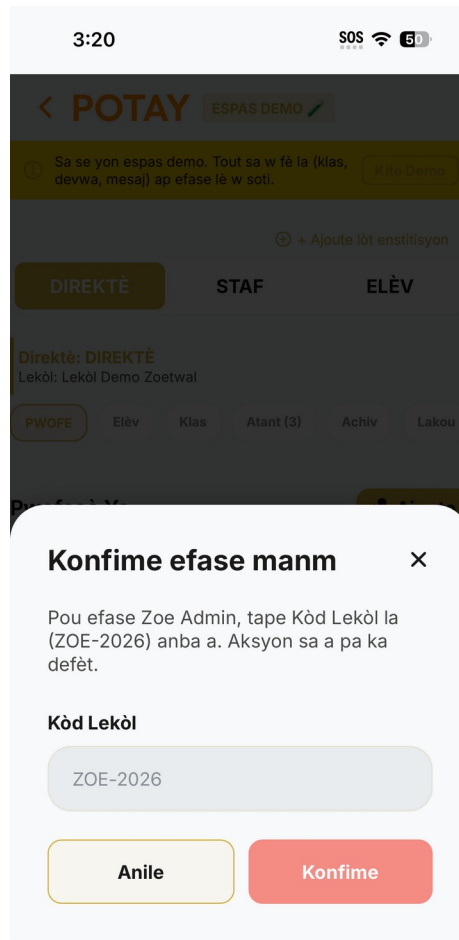 3:20
SOS
50
POTAY
ESPAS DEMO
Sa se yon espas demo. Tout sa w fè la (klas,
devwa, mesaj) ap efase lè w soti.
Kite Demo
+ Ajoute lòt enstitisyon
DIREKTÈ
STAF
ELÈV
Direktè: DIREKTÈ
Lekòl: Lekòl Demo Zoetwal
PWOFE
Elèv
Klas
Atant (3)
Achiv
Lakou
Konfime efase manm
Pou efase Zoe Admin, tape Kòd Lekòl la
(ZOE-2026) anba a. Aksyon sa a pa ka
defèt.
Kòd Lekòl
ZOE-2026
Anile
Konfime